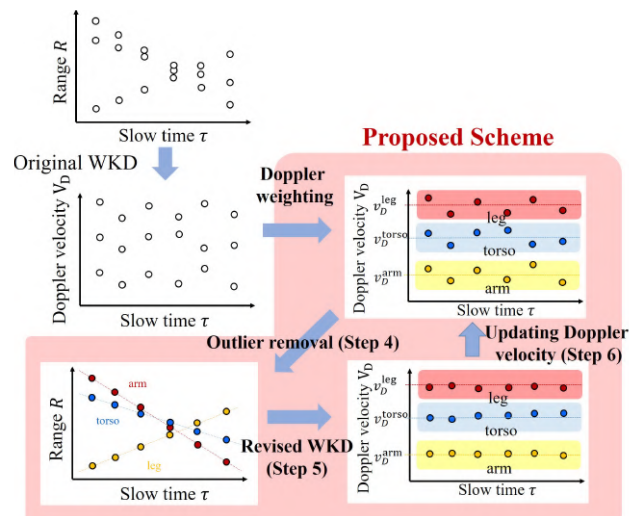 Range R
Slow time τ
Original WKD
Proposed Scheme
Doppler velocity V_D
Slow time τ
Doppler
weighting
Doppler velocity V_D
v_D^leg
leg
v_D^torso
torso
v_D^arm
arm
Slow time τ
Outlier removal (Step 4)
Updating Doppler
velocity (Step 6)
Range R
arm
torso
leg
Slow time τ
Revised WKD
(Step 5)
Doppler velocity V_D
v_D^leg
leg
v_D^torso
torso
v_D^arm
arm
Slow time τ